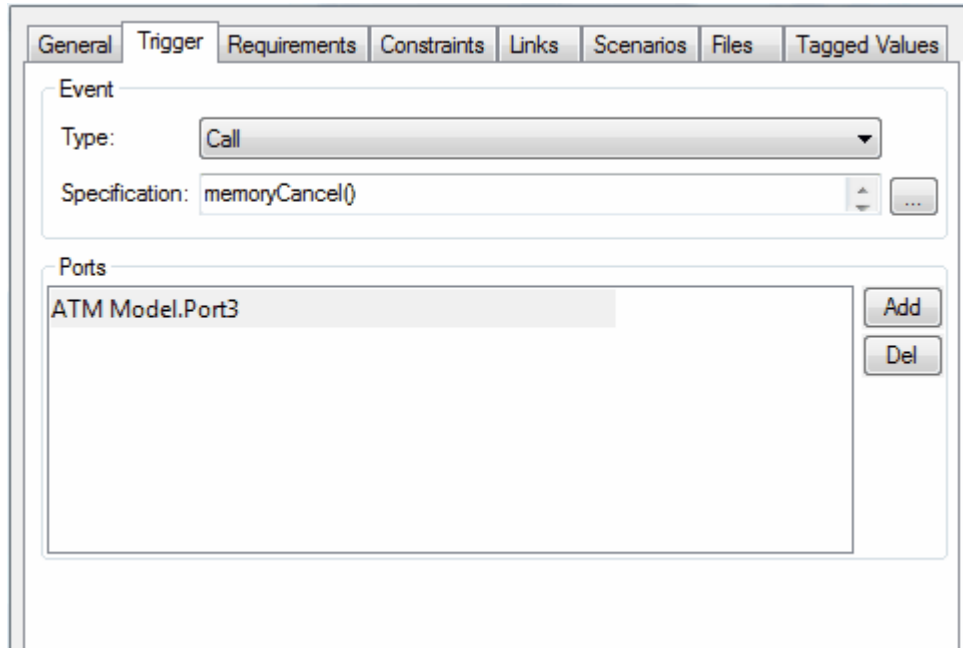 General Trigger Requirements Constraints Links Scenarios Files Tagged Values
Event
Type: Call
Specification: memoryCancel() ...
Ports
ATM Model.Port3 Add
Del